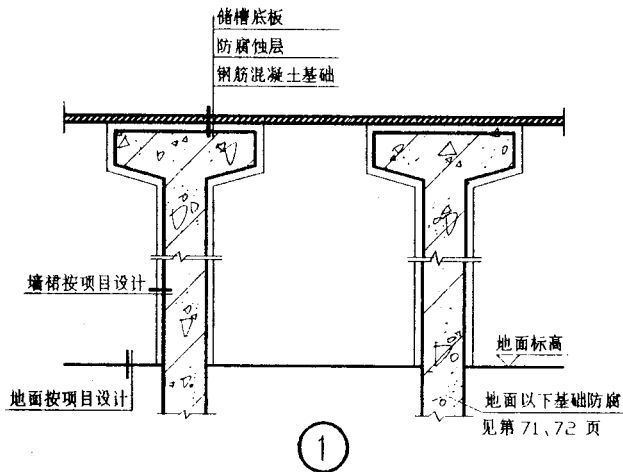 储槽底板
防腐蚀层
钢筋混凝土基础
墙裙按项目设计
地面标高
地面按项目设计
地面以下基础防腐
见第 71、72 页
1